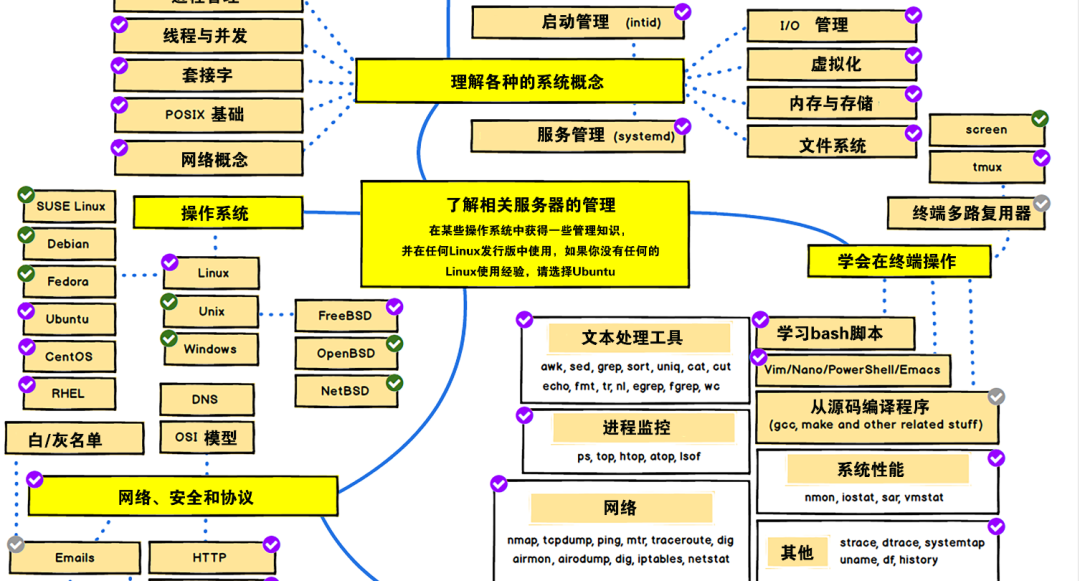 线程与并发
套接字
POSIX 基础
网络概念
启动管理 (intid)
理解各种的系统概念
服务管理 (systemd)
I/O 管理
虚拟化
内存与存储
文件系统
screen
tmux
终端多路复用器
学会在终端操作
了解相关服务器的管理
在某些操作系统中获得一些管理知识，
并在任何Linux发行版中使用，如果你没有任何的
Linux使用经验，请选择Ubuntu
操作系统
SUSE Linux
Debian
Fedora
Ubuntu
CentOS
RHEL
Linux
Unix
Windows
FreeBSD
OpenBSD
NetBSD
DNS
OSI 模型
白/灰名单
网络、安全和协议
Emails
HTTP
文本处理工具
awk, sed, grep, sort, uniq, cat, cut
echo, fmt, tr, nl, egrep, fgrep, wc
进程监控
ps, top, htop, atop, lsof
网络
nmap, tcpdump, ping, mtr, traceroute, dig
airmon, airodump, dig, iptables, netstat
学习bash脚本
Vim/Nano/PowerShell/Emacs
从源码编译程序
(gcc, make and other related stuff)
系统性能
nmon, iostat, sar, vmstat
其他
strace, dtrace, systemtap
uname, df, history